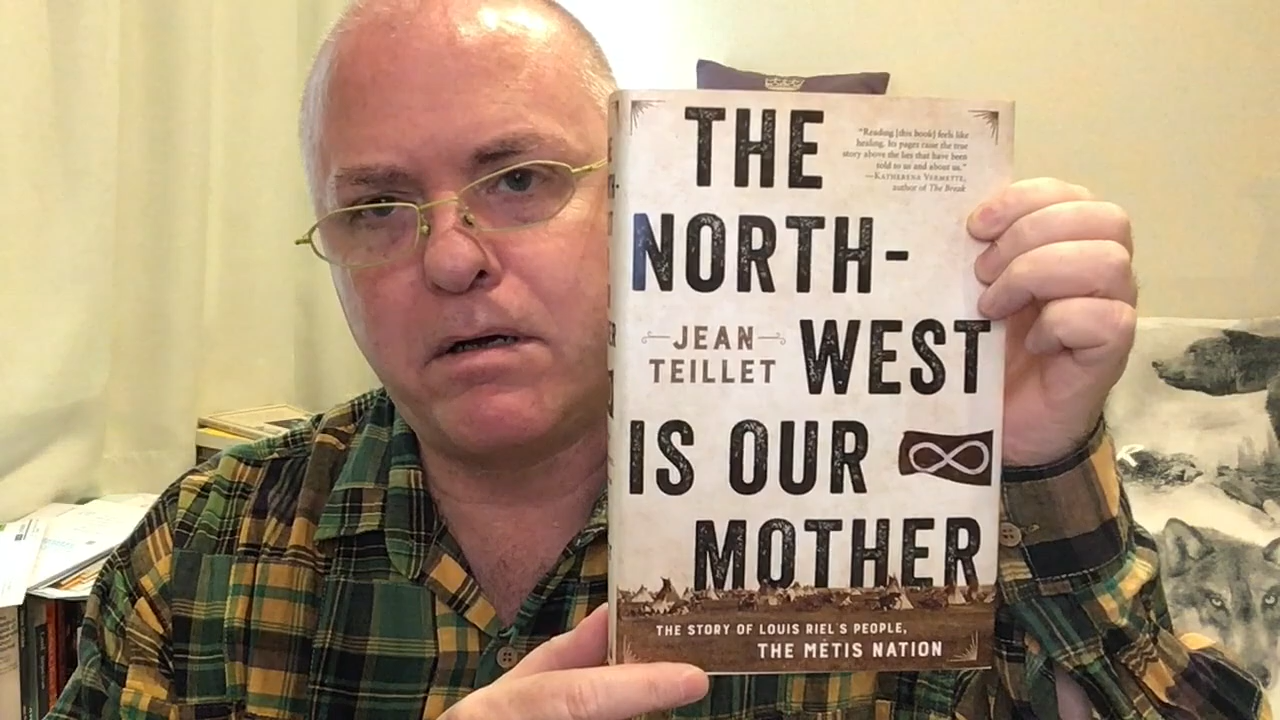 THE
NORTH-
WEST
IS OUR
MOTHER
JEAN
TEILLET
"Reading [this book] feels like
healing. Its pages raise the true
story above the lies that have been
told to us and about us."
—KATHERENA VERMETTE,
author of The Break
THE STORY OF LOUIS RIEL'S PEOPLE,
THE MÉTIS NATION